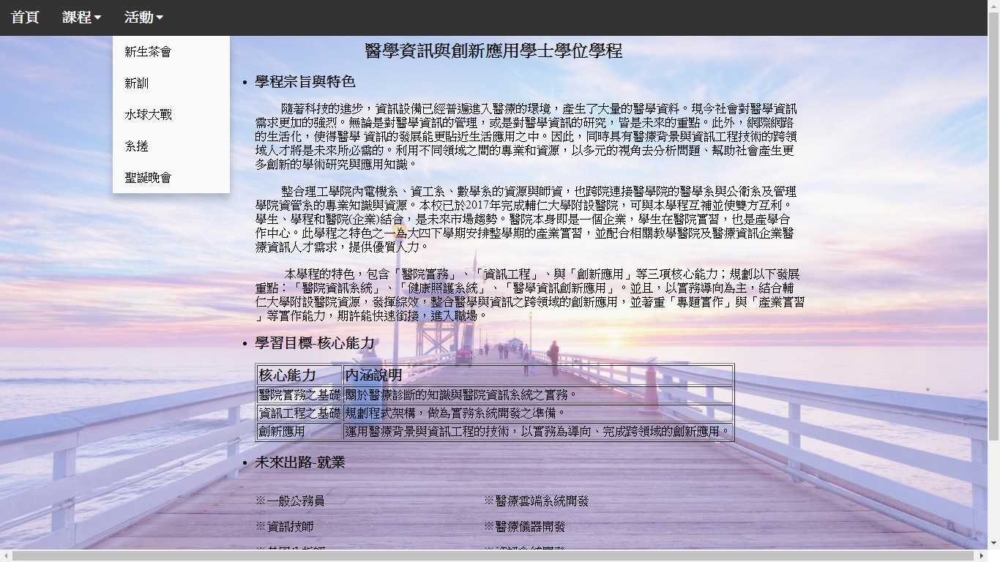 首頁 課程 活動
新生茶會
新訓
水球大戰
系搓
聖誕晚會
醫學資訊與創新應用學士學位學程
• 學程宗旨與特色
隨著科技的進步，資訊設備已經普遍進入醫療的環境，產生了大量的醫學資料。現今社會對醫學資訊
需求更加的強烈。無論是對醫學資訊的管理，或是對醫學資訊的研究，皆是未來的重點。此外，網際網路
的生活化，使得醫學 資訊的發展能更貼近生活應用之中。因此，同時具有醫療背景與資訊工程技術的跨領
域人才將是未來所必需的。利用不同領域之間的專業和資源，以多元的視角去分析問題、幫助社會產生更
多創新的學術研究與應用知識。
整合理工學院內電機系、資工系、數學系的資源與師資，也跨院連接醫學院的醫學系與公衛系及管理
學院資管系的專業知識與資源。本校已於2017年完成輔仁大學附設醫院，可與本學程互補並使雙方互利。
學生、學程和醫院(企業)結合，是未來市場趨勢。醫院本身即是一個企業，學生在醫院實習，也是產學合
作中心。此學程之特色之一為大四下學期安排整學期的產業實習，並配合相關教學醫院及醫療資訊企業醫
療資訊人才需求，提供優質人力。
本學程的特色，包含「醫院實務」、「資訊工程」、與「創新應用」等三項核心能力；規劃以下發展
重點：「醫院資訊系統」、「健康照護系統」、「醫學資訊創新應用」。並且，以實務導向為主，結合輔
仁大學附設醫院資源，發揮綜效，整合醫學與資訊之跨領域的創新應用，並著重「專題實作」與「產業實習
」等實作能力，期許能快速銜接，進入職場。
• 學習目標-核心能力
核心能力 內涵說明
醫院實務之基礎 關於醫療診斷的知識與醫院資訊系統之實務。
資訊工程之基礎 規劃程式架構，做為實務系統開發之準備。
創新應用 運用醫療背景與資訊工程的技術，以實務為導向、完成跨領域的創新應用。
• 未來出路-就業
※一般公務員 ※醫療雲端系統開發
※資訊技師 ※醫療儀器開發